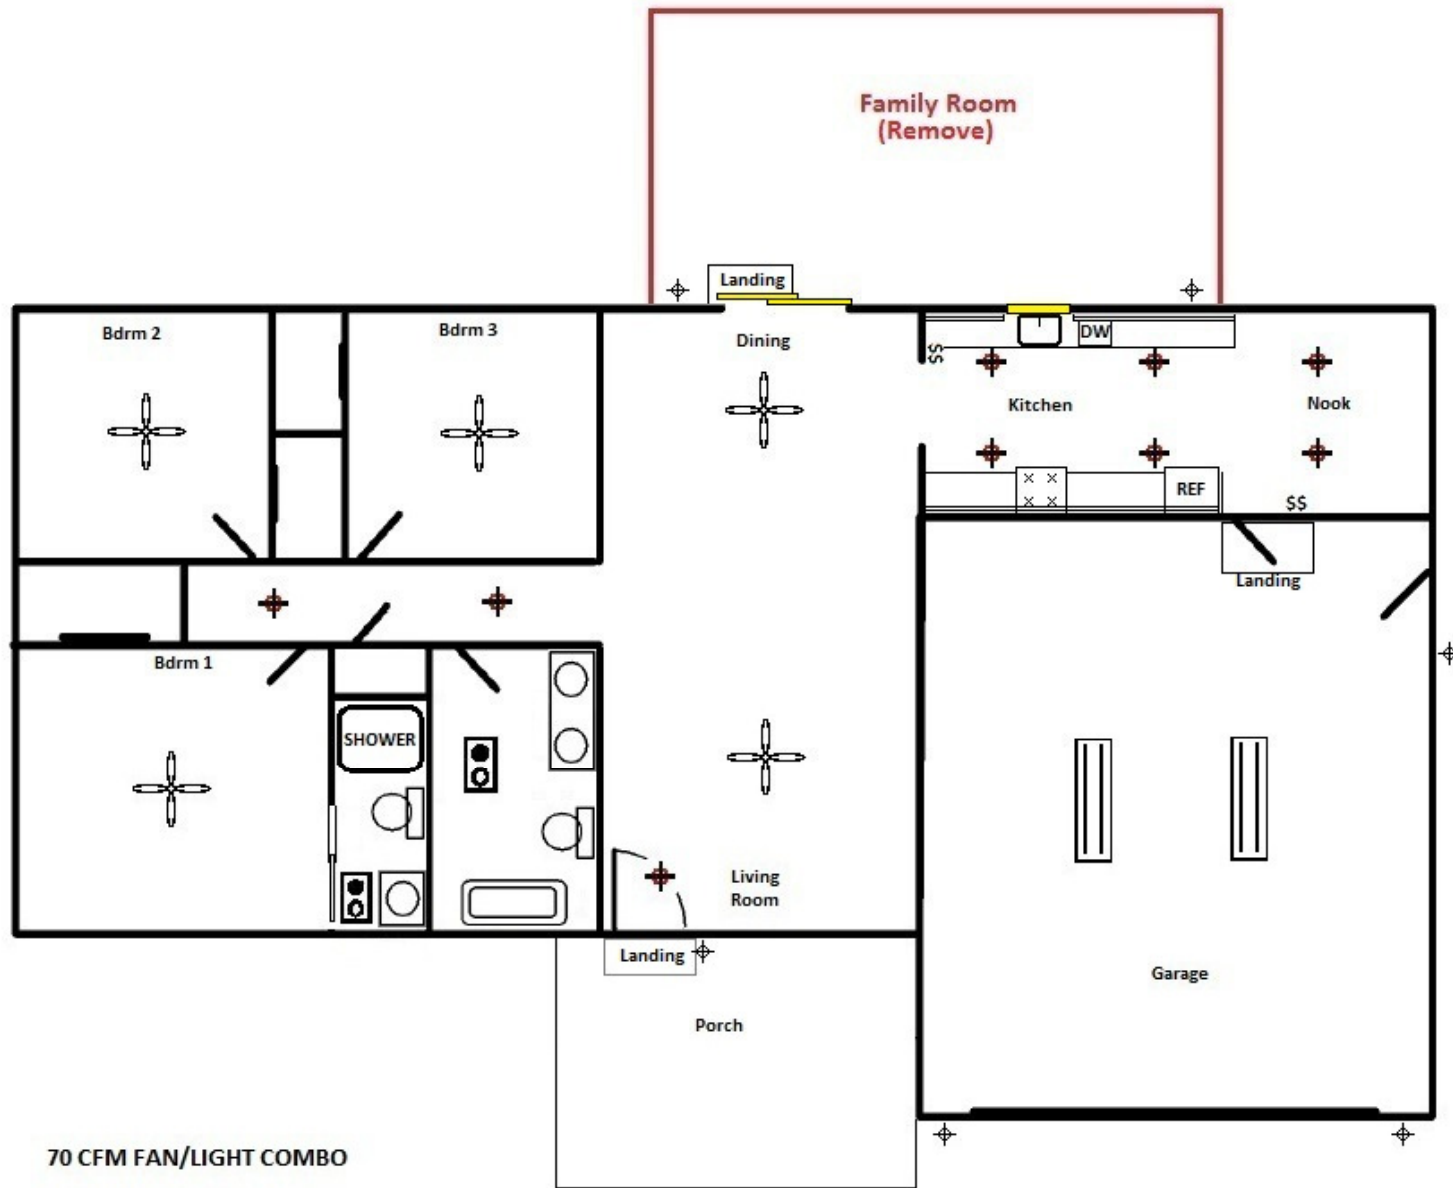 Family Room
(Remove)
Landing
Bdrm 2
Bdrm 3
Dining
DW
$$
Kitchen
Nook
REF
$$
Landing
Bdrm 1
SHOWER
Living
Room
Landing
Garage
Porch
70 CFM FAN/LIGHT COMBO